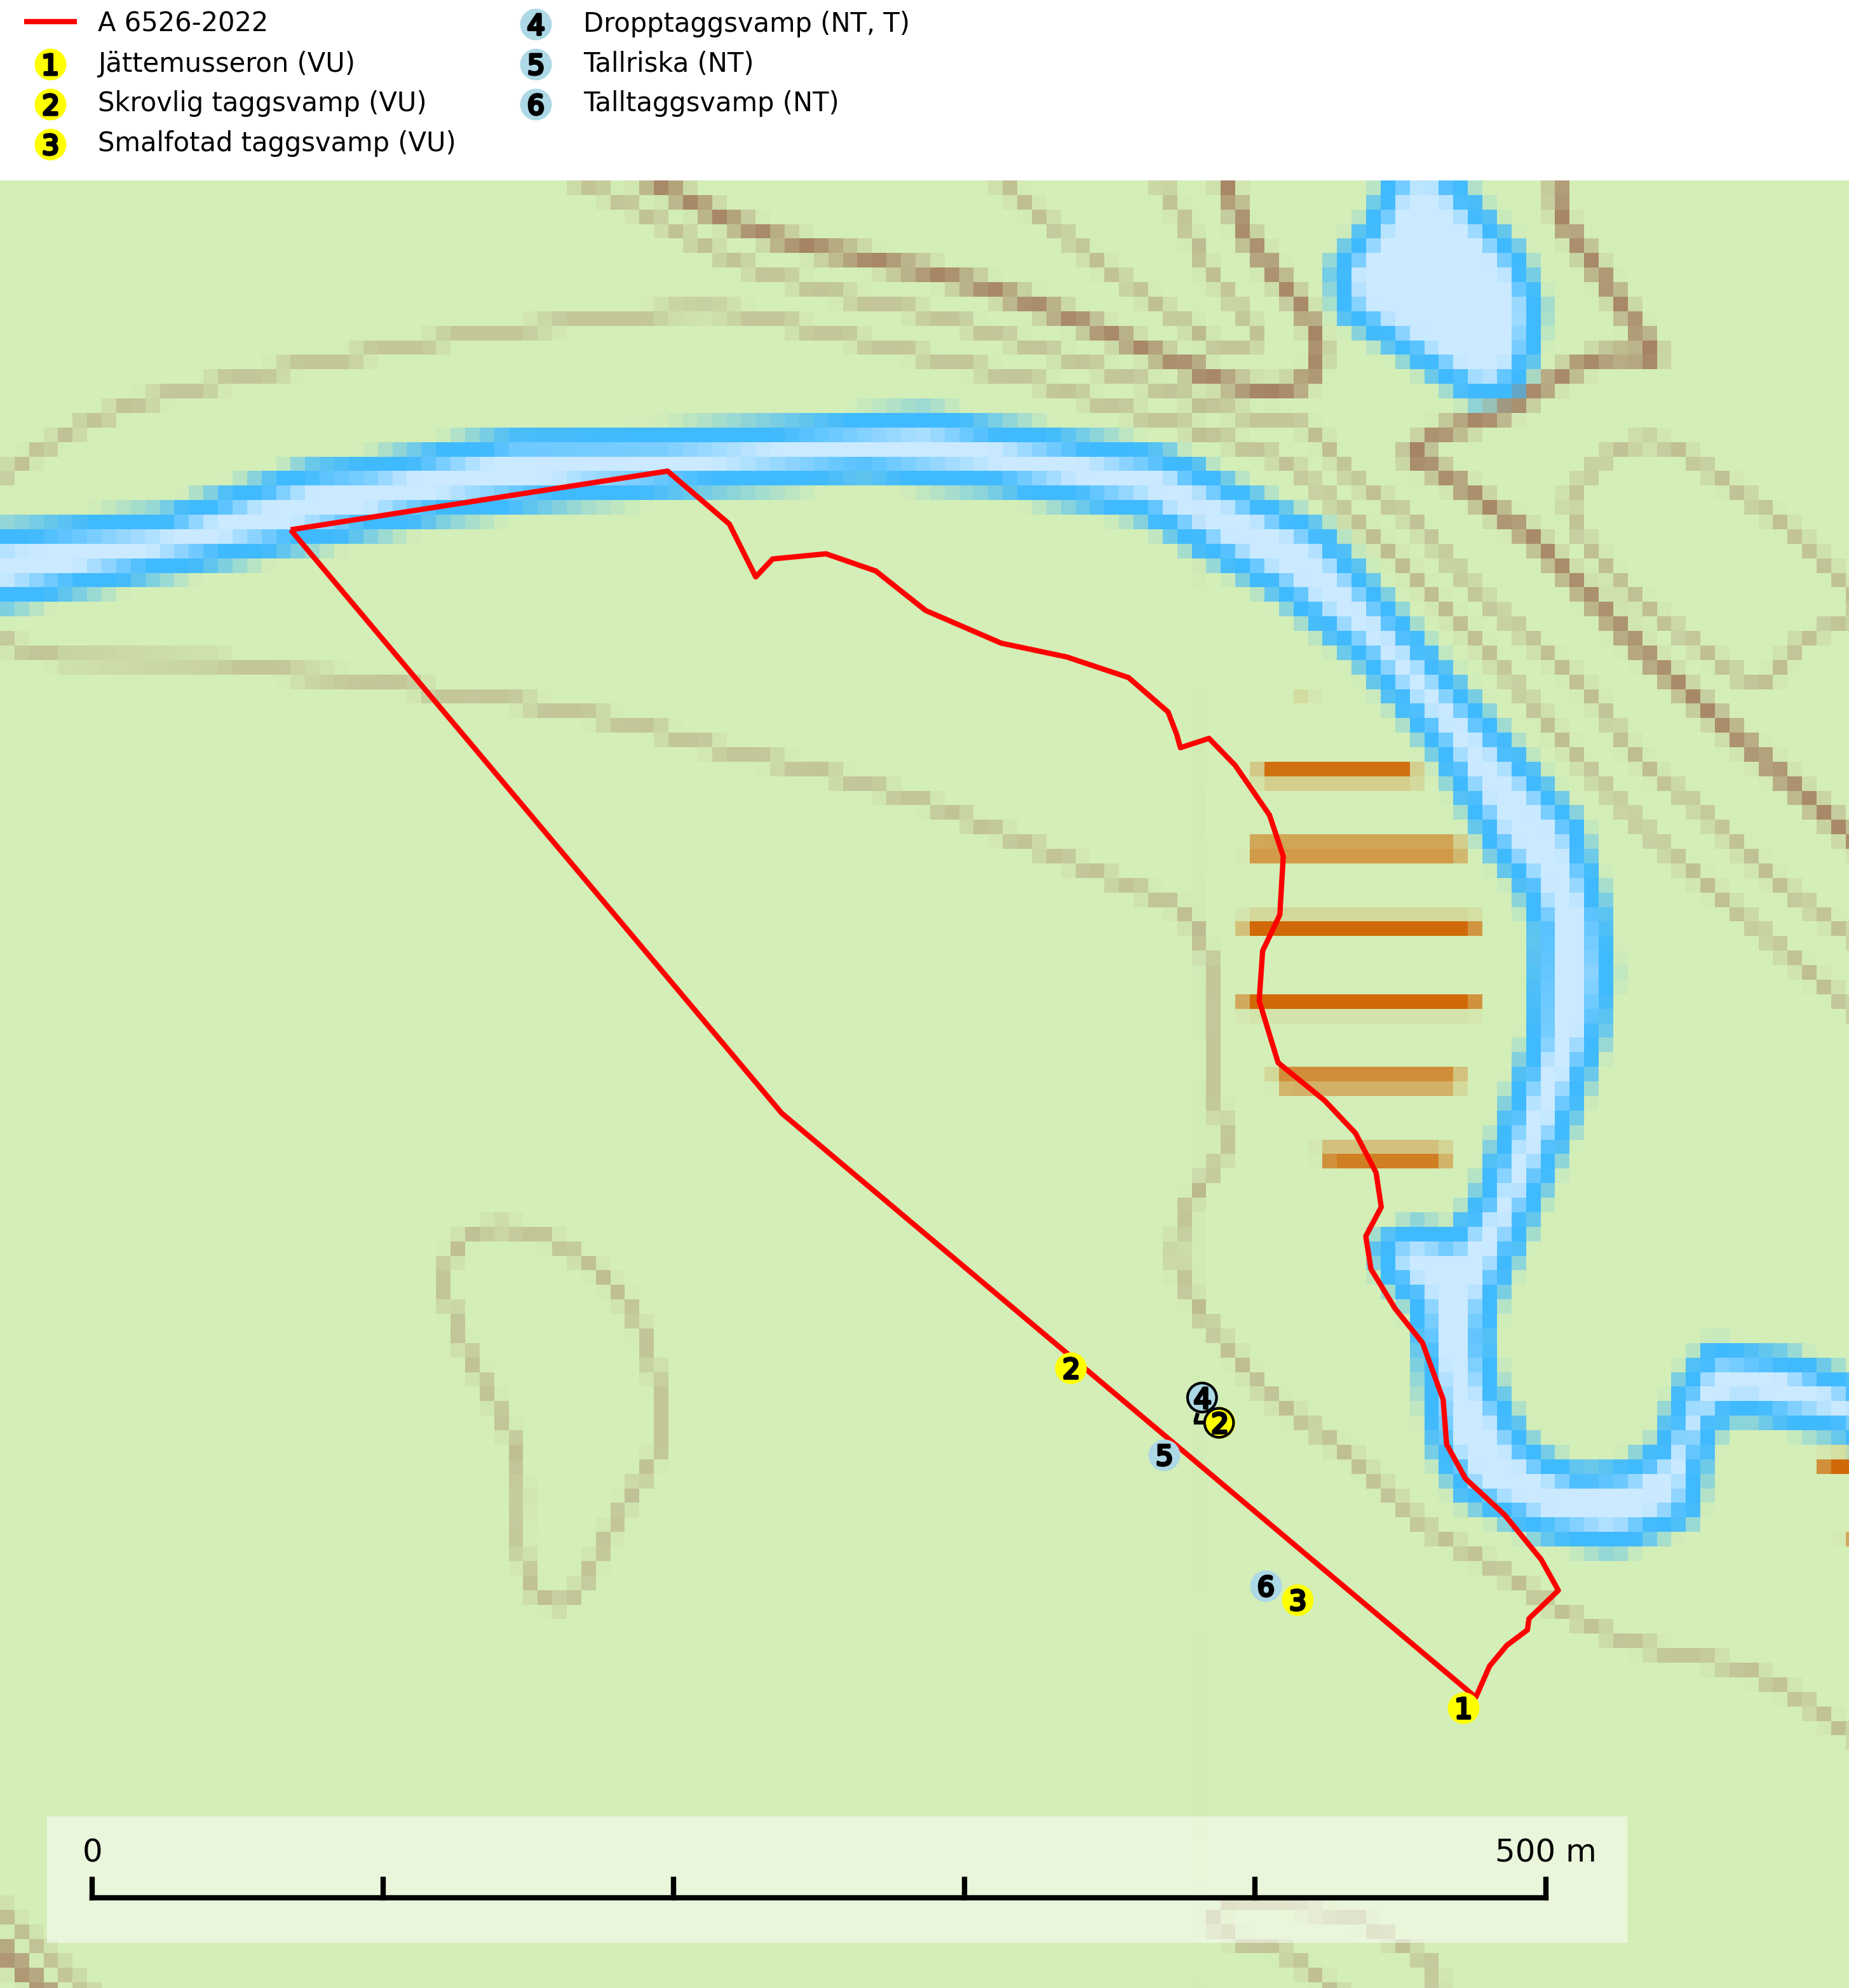 A 6526-2022
1 Jättemusseron (VU)
2 Skrovlig taggsvamp (VU)
3 Smalfotad taggsvamp (VU)
4 Dropptaggsvamp (NT, T)
5 Tallriska (NT)
6 Talltaggsvamp (NT)
2
4
2
5
6
3
1
0 500 m